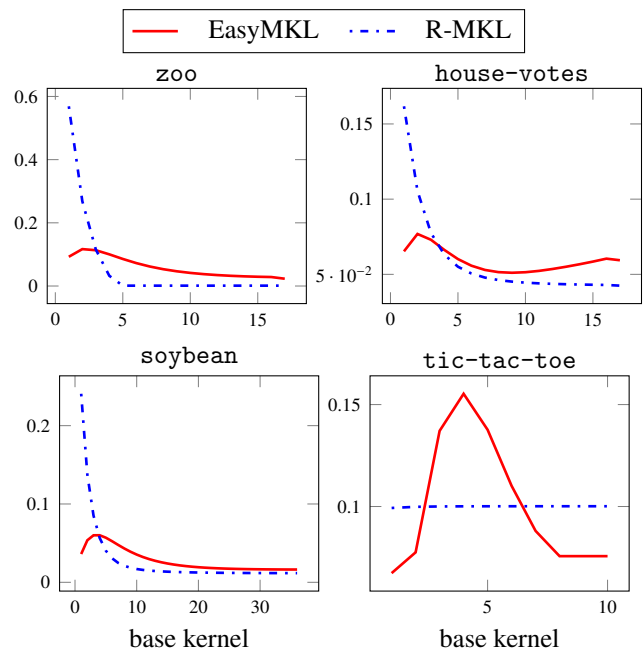 EasyMKL R-MKL
zoo house-votes
0.6
0.4
0.2
0
0 5 10 15
0.15
0.1
5 · 10⁻²
0 5 10 15
soybean tic-tac-toe
0.2
0.1
0
0 10 20 30
0.15
0.1
5 10
base kernel base kernel